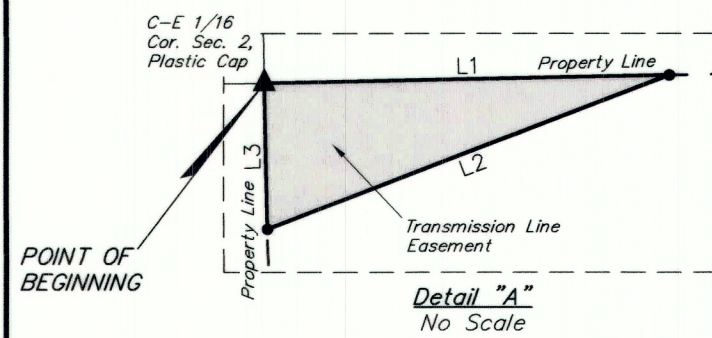 C-E 1/16
Cor. Sec. 2,
Plastic Cap
L1
Property Line
L3
L2
Property Line
Transmission Line
Easement
POINT OF
BEGINNING
Detail "A"
No Scale